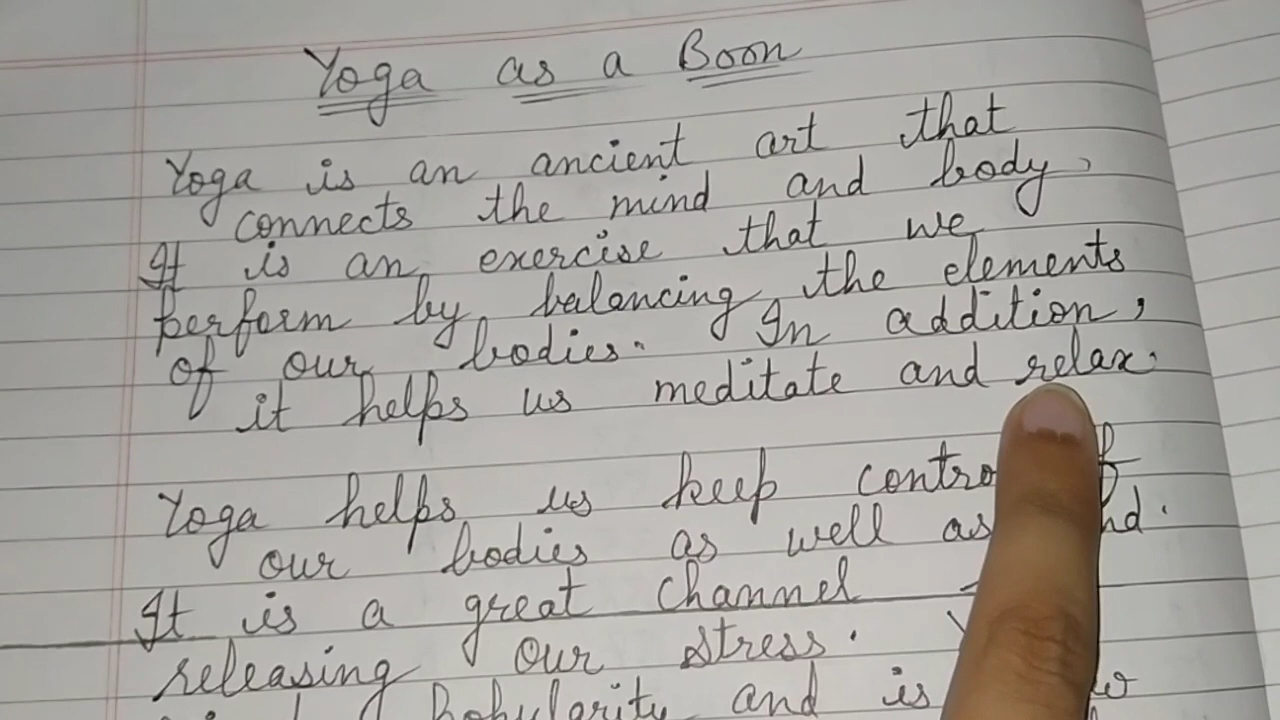 Yoga as a Boon
Yoga is an ancient art that
connects the mind and body,
It is an exercise that we
perform by balancing the elements
of our bodies. In addition,
it helps us meditate and relax.
Yoga helps us keep
our bodies as well as
It is a great channel
releasing our stress.
popularity and is